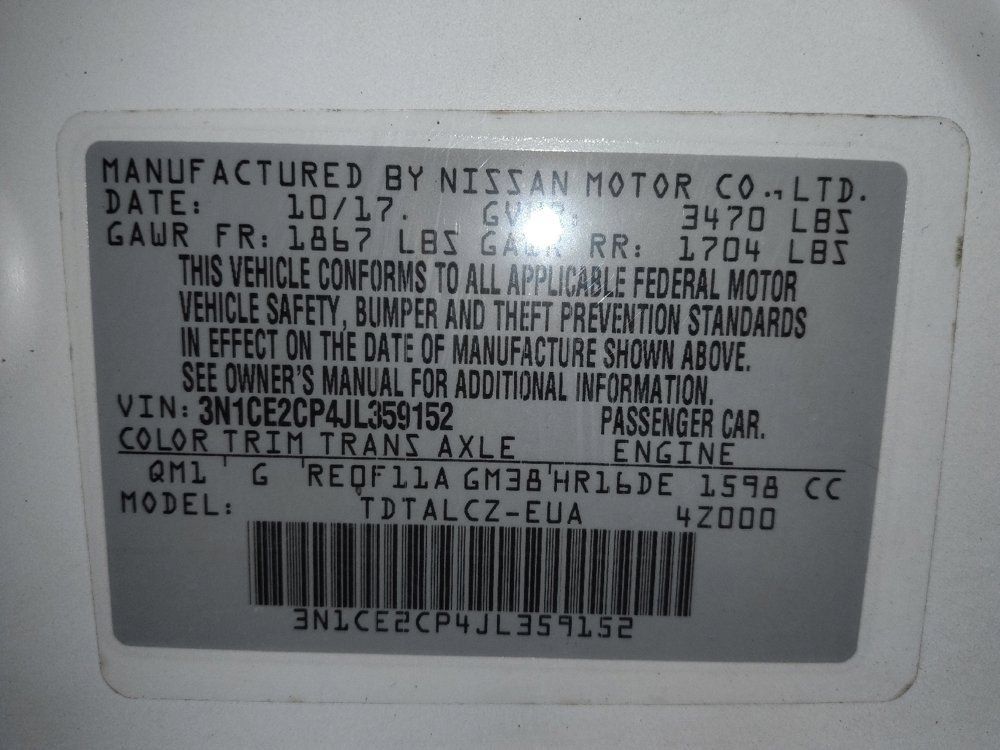 MANUFACTURED BY NISSAN MOTOR CO., LTD.
DATE: 10/17. 3470 LBS
GAWR FR: 1867 LBS GAWR RR: 1704 LBS
THIS VEHICLE CONFORMS TO ALL APPLICABLE FEDERAL MOTOR
VEHICLE SAFETY, BUMPER AND THEFT PREVENTION STANDARDS
IN EFFECT ON THE DATE OF MANUFACTURE SHOWN ABOVE.
SEE OWNER'S MANUAL FOR ADDITIONAL INFORMATION.
VIN: 3N1CE2CP4JL359152 PASSENGER CAR.
COLOR TRIM TRANS AXLE ENGINE
QM1 ' G ' RE0F11A GM38 ' HR16DE 1598 CC
MODEL: TDTALCZ-EUA 4Z000
3N1CE2CP4JL359152